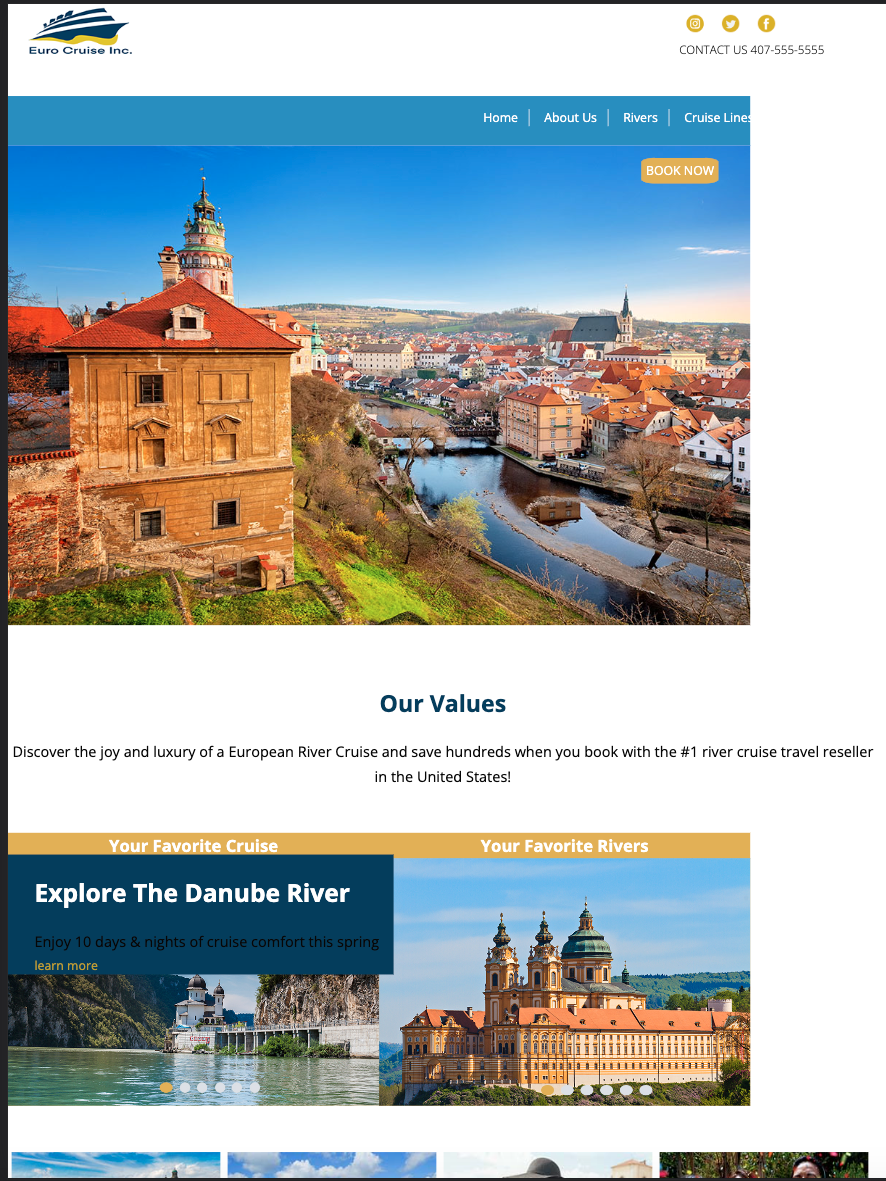 Euro Cruise Inc.
CONTACT US 407-555-5555
Home
About Us
Rivers
Cruise Lines
BOOK NOW
Our Values
Discover the joy and luxury of a European River Cruise and save hundreds when you book with the #1 river cruise travel reseller
in the United States!
Your Favorite Cruise
Your Favorite Rivers
Explore The Danube River
Enjoy 10 days & nights of cruise comfort this spring
learn more